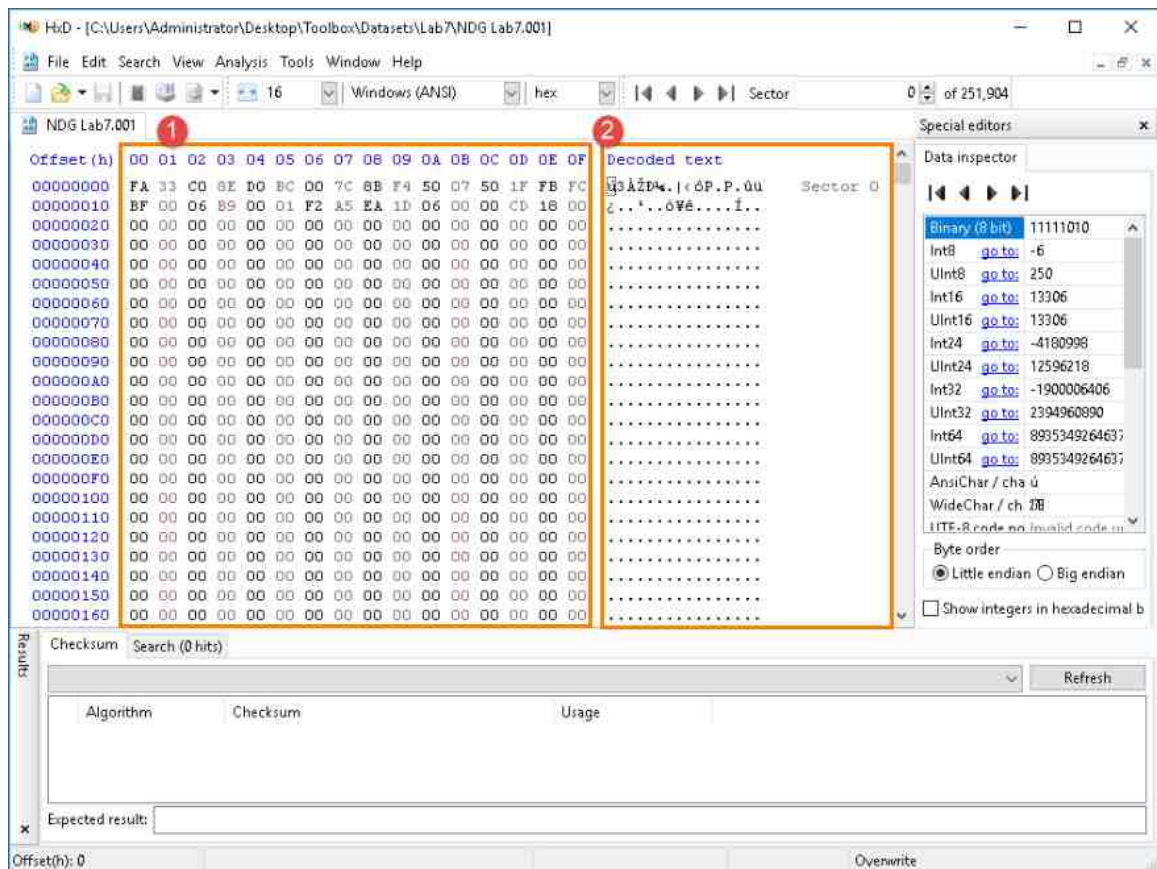 HxD - [C:\Users\Administrator\Desktop\Toolbox\Datasets\Lab7\NDG Lab7.001]
File Edit Search View Analysis Tools Window Help
16 Windows (ANSI) hex Sector 0 of 251,904
NDG Lab7.001 1 2 Special editors
Offset(h) 00 01 02 03 04 05 06 07 08 09 0A 0B 0C 0D 0E 0F Decoded text
00000000 FA 33 C0 8E D0 BC 00 7C 8B F4 50 07 50 1F FB FC ú3ÀŽÐ¼.|‹ôP.P.ûü Sector 0
00000010 BF 00 06 B9 00 01 F2 A5 EA 1D 06 00 00 CD 18 00 ¿..¹..ò¥ê....Í..
00000020 00 00 00 00 00 00 00 00 00 00 00 00 00 00 00 00 ................
00000030 00 00 00 00 00 00 00 00 00 00 00 00 00 00 00 00 ................
00000040 00 00 00 00 00 00 00 00 00 00 00 00 00 00 00 00 ................
00000050 00 00 00 00 00 00 00 00 00 00 00 00 00 00 00 00 ................
00000060 00 00 00 00 00 00 00 00 00 00 00 00 00 00 00 00 ................
00000070 00 00 00 00 00 00 00 00 00 00 00 00 00 00 00 00 ................
00000080 00 00 00 00 00 00 00 00 00 00 00 00 00 00 00 00 ................
00000090 00 00 00 00 00 00 00 00 00 00 00 00 00 00 00 00 ................
000000A0 00 00 00 00 00 00 00 00 00 00 00 00 00 00 00 00 ................
000000B0 00 00 00 00 00 00 00 00 00 00 00 00 00 00 00 00 ................
000000C0 00 00 00 00 00 00 00 00 00 00 00 00 00 00 00 00 ................
000000D0 00 00 00 00 00 00 00 00 00 00 00 00 00 00 00 00 ................
000000E0 00 00 00 00 00 00 00 00 00 00 00 00 00 00 00 00 ................
000000F0 00 00 00 00 00 00 00 00 00 00 00 00 00 00 00 00 ................
00000100 00 00 00 00 00 00 00 00 00 00 00 00 00 00 00 00 ................
00000110 00 00 00 00 00 00 00 00 00 00 00 00 00 00 00 00 ................
00000120 00 00 00 00 00 00 00 00 00 00 00 00 00 00 00 00 ................
00000130 00 00 00 00 00 00 00 00 00 00 00 00 00 00 00 00 ................
00000140 00 00 00 00 00 00 00 00 00 00 00 00 00 00 00 00 ................
00000150 00 00 00 00 00 00 00 00 00 00 00 00 00 00 00 00 ................
00000160 00 00 00 00 00 00 00 00 00 00 00 00 00 00 00 00 ................
Data inspector
Binary (8 bit) 11111010
Int8 go to: -6
UInt8 go to: 250
Int16 go to: 13306
UInt16 go to: 13306
Int24 go to: -4180998
UInt24 go to: 12596218
Int32 go to: -1900006406
UInt32 go to: 2394960890
Int64 go to: 893534926463
UInt64 go to: 893534926463
AnsiChar / cha ú
WideChar / ch
UTF-8 code po Invalid code u
Byte order
Little endian Big endian
Show integers in hexadecimal b
Results
Checksum Search (0 hits)
Refresh
Algorithm Checksum Usage
Expected result:
Offset(h): 0 Overwrite